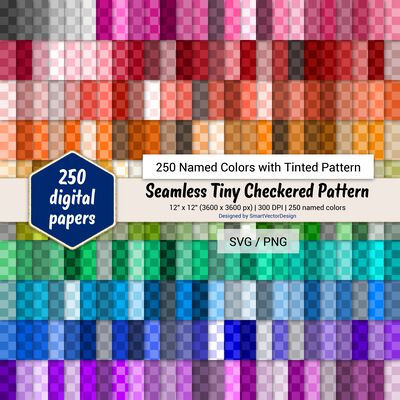 250
digital
papers
250 Named Colors with Tinted Pattern
Seamless Tiny Checkered Pattern
12" x 12" (3600 x 3600 px) | 300 DPI | 250 named colors
Designed by SmartVectorDesign
SVG / PNG